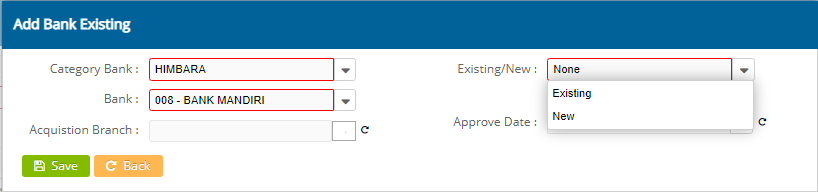 Add Bank Existing
Category Bank : HIMBARA Existing/New : None
Existing
Bank : 008 - BANK MANDIRI
New
Acquistion Branch : Approve Date :
Save Back